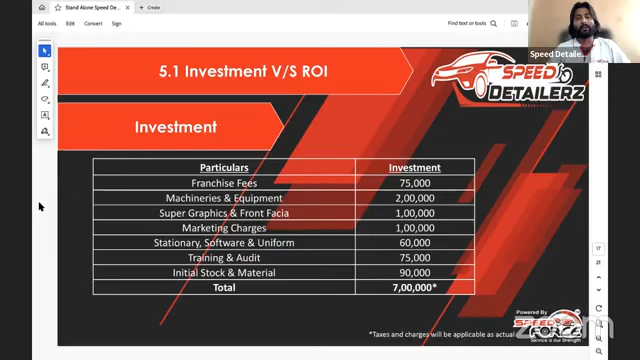 Stand Alone Speed De...
Create
All tools Edit Convert Sign
Find text or tools
Speed Detaile...
5.1 Investment V/S ROI
SPEED
DETAILERZ
Investment
Particulars Investment
Franchise Fees 75,000
Machineries & Equipment 2,00,000
Super Graphics & Front Facia 1,00,000
Marketing Charges 1,00,000
Stationary, Software & Uniform 60,000
Training & Audit 75,000
Initial Stock & Material 90,000
Total 7,00,000*
17
21
Powered By
SPEED
FORCE
Service is our Strength
zoom
*Taxes and charges will be applicable as actual